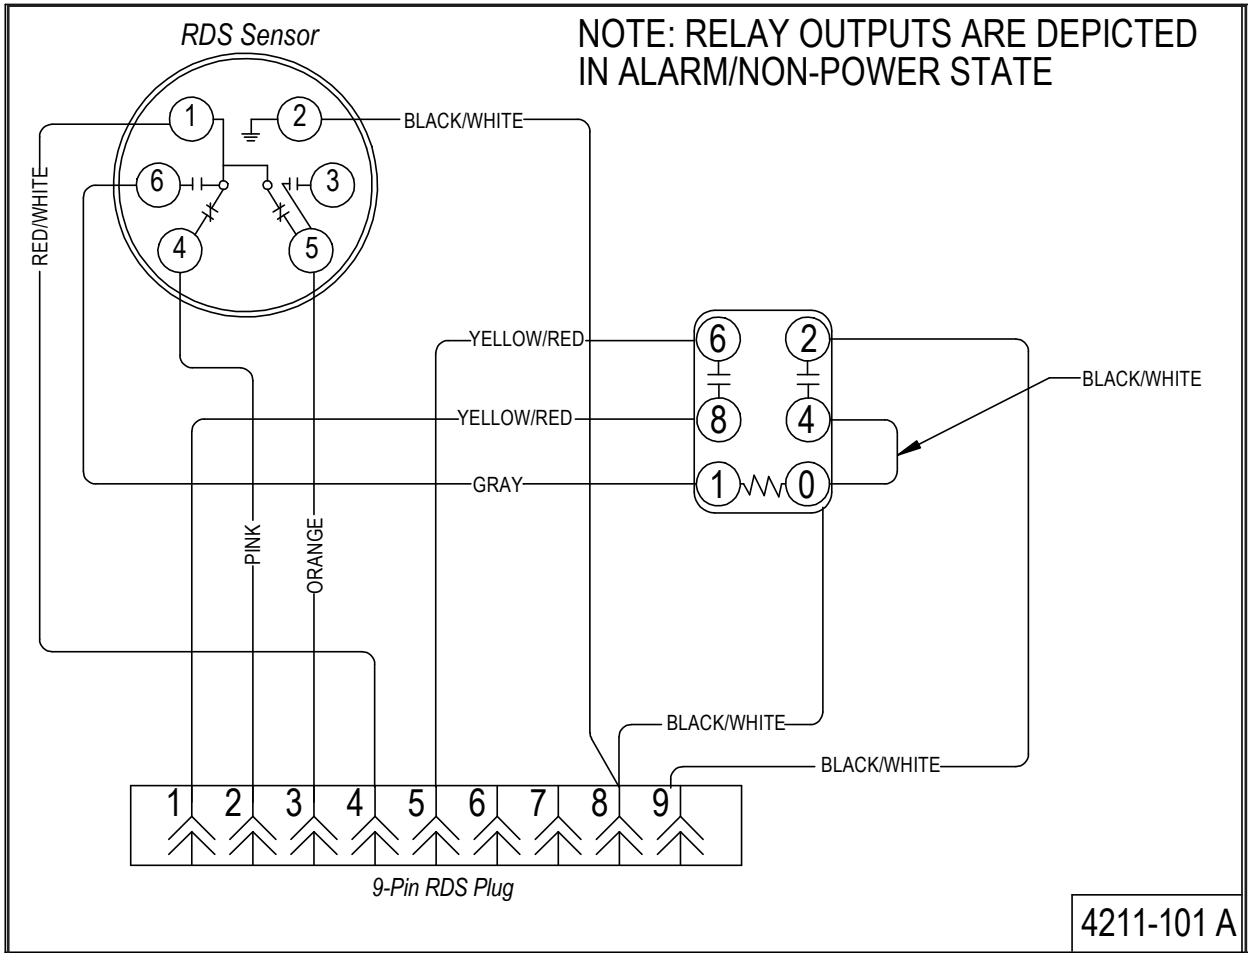 RDS Sensor
NOTE: RELAY OUTPUTS ARE DEPICTED
IN ALARM/NON-POWER STATE
1
2
BLACK/WHITE
6
3
RED/WHITE
4
5
YELLOW/RED
6
2
BLACK/WHITE
YELLOW/RED
8
4
GRAY
1
0
PINK
ORANGE
BLACK/WHITE
BLACK/WHITE
1
2
3
4
5
6
7
8
9
9-Pin RDS Plug
4211-101 A